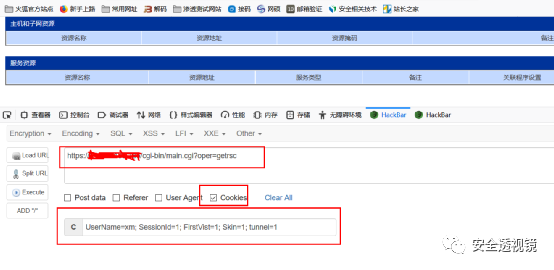 火狐官方站点 新手上路 常用网址 解码 渗透测试网站 接码 网硕 邮箱验证 安全相关技术 站长之家
主机和子网资源
资源名称 资源地址 资源掩码 备注
服务资源
资源名称 资源地址 服务类型 备注 关联程序设置
查看器 控制台 调试器 网络 样式编辑器 性能 内存 存储 无障碍环境 HackBar HackBar
Encryption Encoding SQL XSS LFI XXE Other
Load URL
https:/ /cgi-bin/main.cgi?oper=getrsc
Split URL
Execute
Post data Referer User Agent Cookies Clear All
ADD "/"
C UserName=xm; SessionId=1; FirstVist=1; Skin=1; tunnel=1
安全透视镜